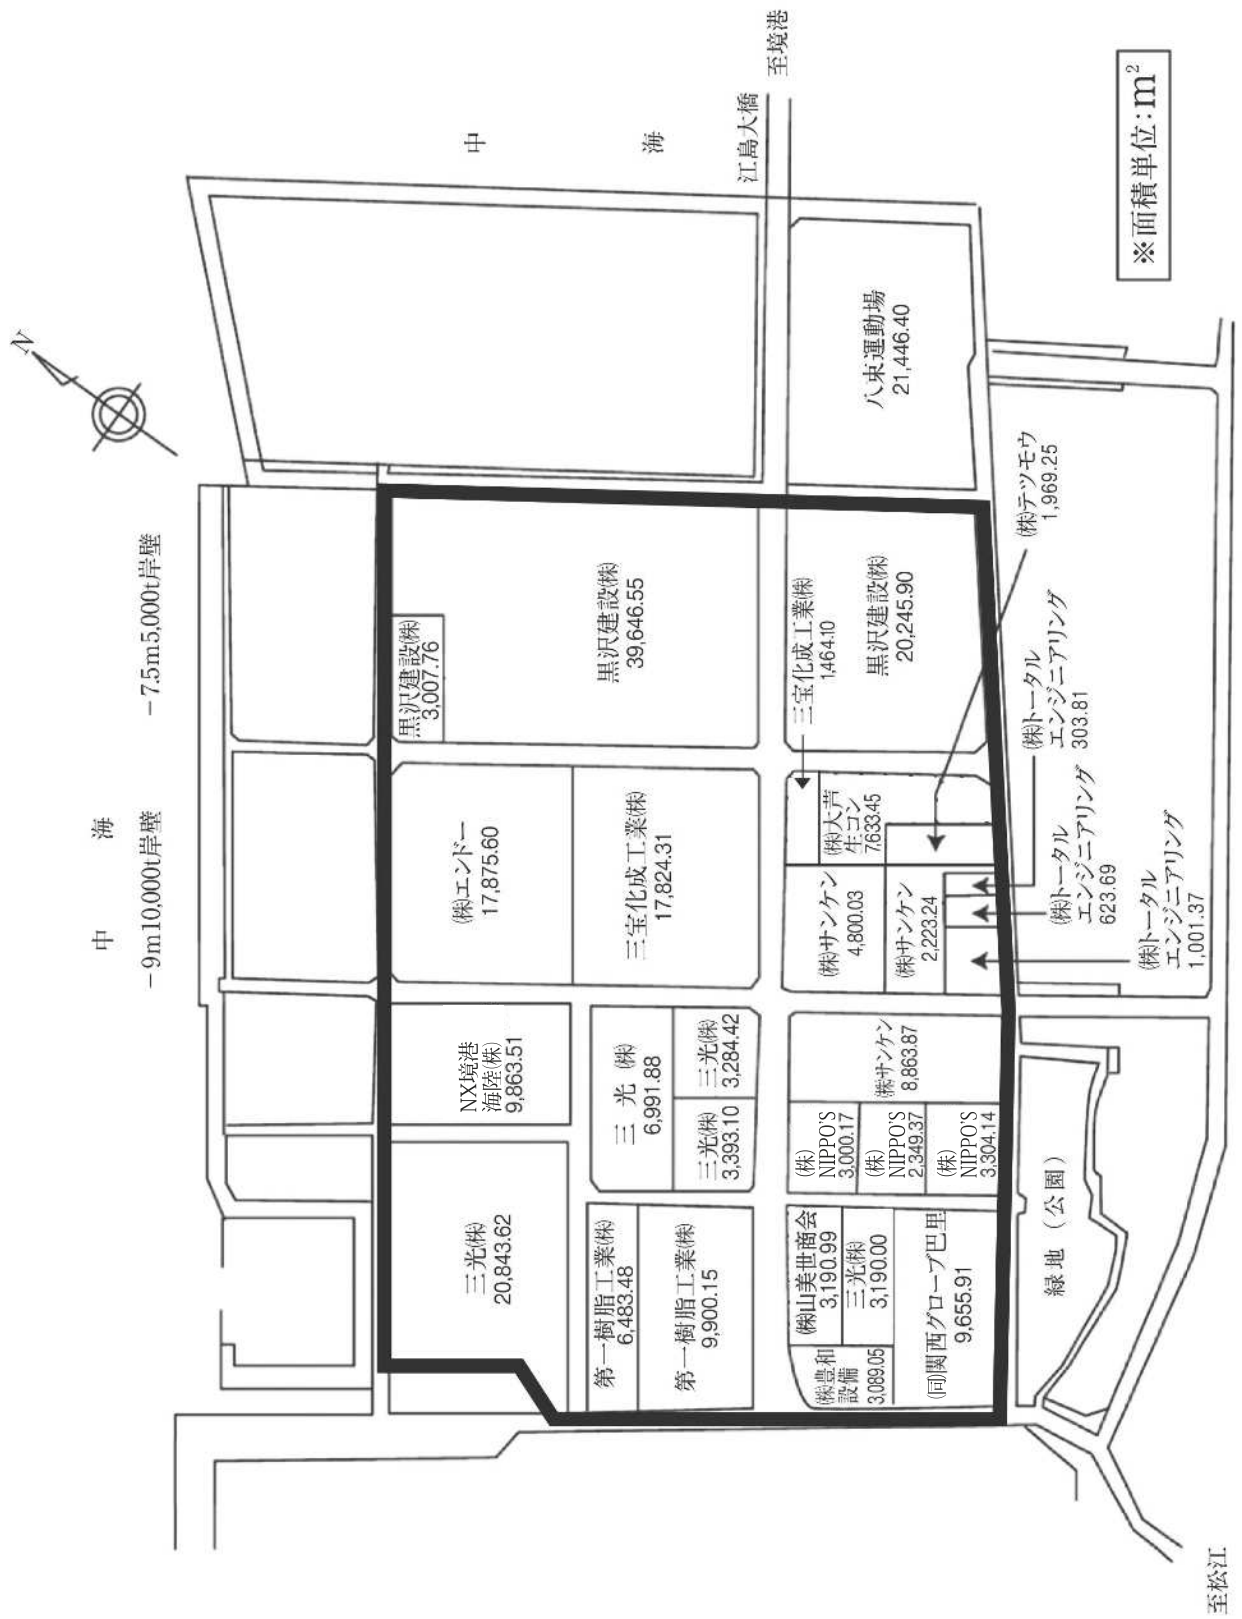 中　海
−9m10,000t岸壁
−7.5m5,000t岸壁
N
中　海
江島大橋
至境港
※面積単位:m²
三光(株)
20,843.62
NX境港
海陸(株)
9,863.51
(株)エンドー
17,875.60
黒沢建設(株)
3,007.76
第一樹脂工業(株)
6,483.48
第一樹脂工業(株)
9,900.15
三 光 (株)
6,991.88
三光(株)
3,393.10
三光(株)
3,284.42
三宝化成工業(株)
17,824.31
黒沢建設(株)
39,646.55
(株)豊和
設備
3,089.05
(株)山美世商会
3,190.99
三光(株)
3,190.00
(同)関西グローブ巴里
9,655.91
(株)
NIPPO'S
3,000.17
(株)
NIPPO'S
2,349.37
(株)
NIPPO'S
3,304.14
(株)サンケン
8,863.87
(株)サンケン
4,800.03
(株)サンケン
2,223.24
(株)大芦
生コン
7,633.45
三宝化成工業(株)
1,464.10
黒沢建設(株)
20,245.90
八束運動場
21,446.40
(株)テツモウ
1,969.25
(株)トータル
エンジニアリング
303.81
(株)トータル
エンジニアリング
623.69
(株)トータル
エンジニアリング
1,001.37
緑地（公園）
至松江